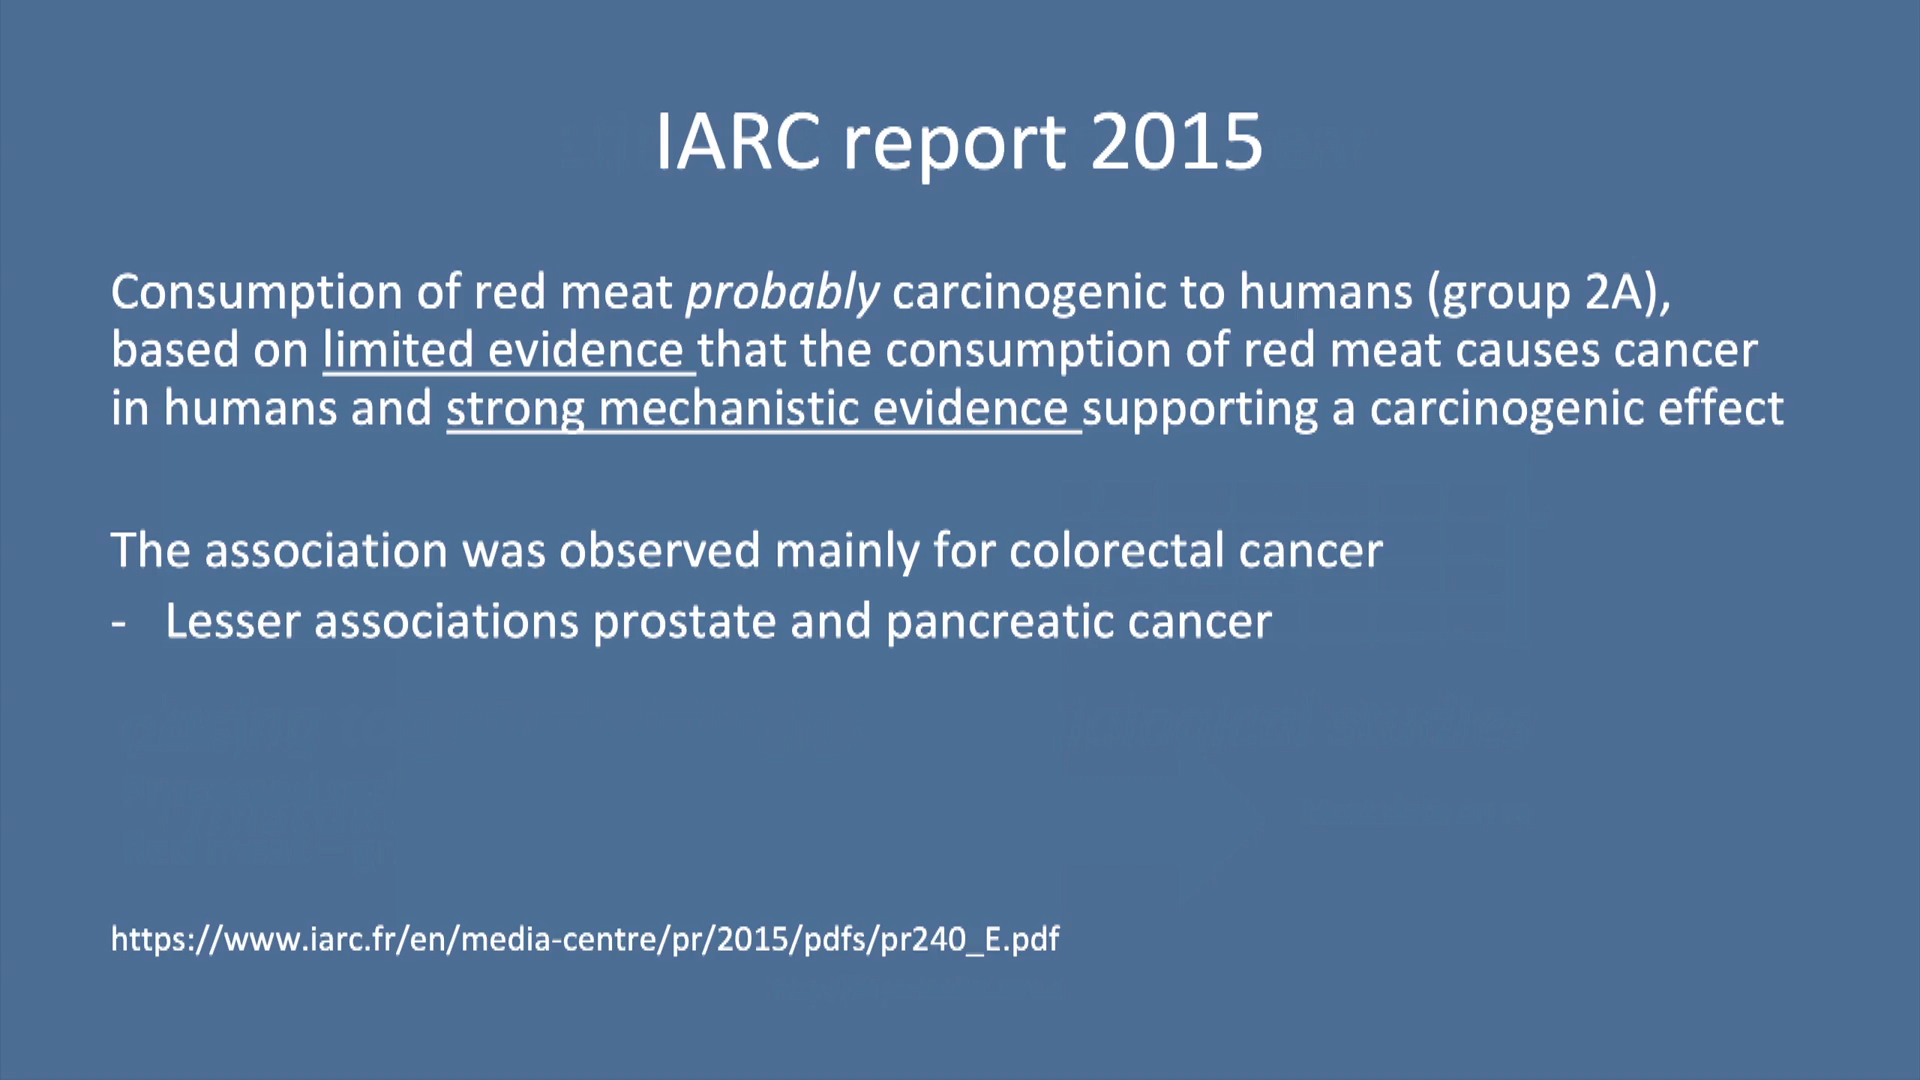 IARC report 2015
Consumption of red meat probably carcinogenic to humans (group 2A),
based on limited evidence that the consumption of red meat causes cancer
in humans and strong mechanistic evidence supporting a carcinogenic effect
The association was observed mainly for colorectal cancer
- Lesser associations prostate and pancreatic cancer
https://www.iarc.fr/en/media-centre/pr/2015/pdfs/pr240_E.pdf